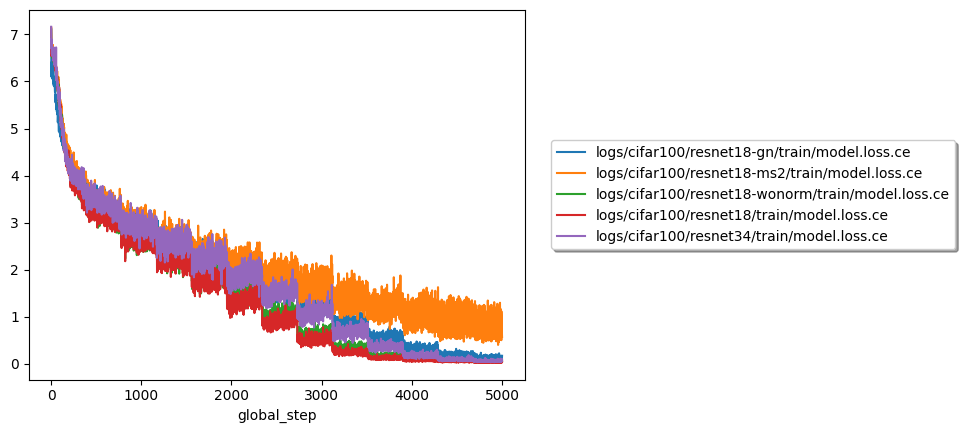 7
6
5
4
3
2
1
0
0 1000 2000 3000 4000 5000
global_step
logs/cifar100/resnet18-gn/train/model.loss.ce
logs/cifar100/resnet18-ms2/train/model.loss.ce
logs/cifar100/resnet18-wonorm/train/model.loss.ce
logs/cifar100/resnet18/train/model.loss.ce
logs/cifar100/resnet34/train/model.loss.ce